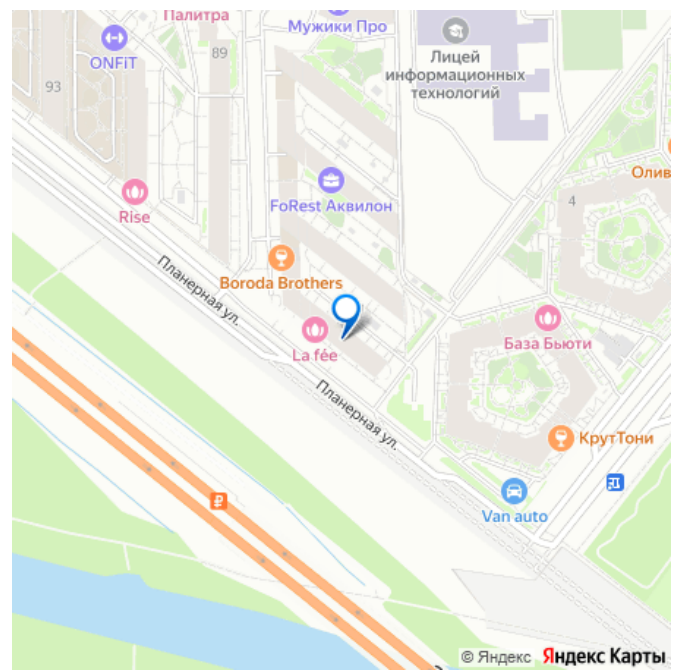 Палитра
Мужики Про
ONFiT
89
Лицей
информационных
технологий
93
Олив
4
FoRest Аквилон
Rise
Планерная ул.
Boroda Brothers
База Бьюти
La fée
Планерная ул.
КрутТони
Van auto
© Яндекс Яндекс Карты